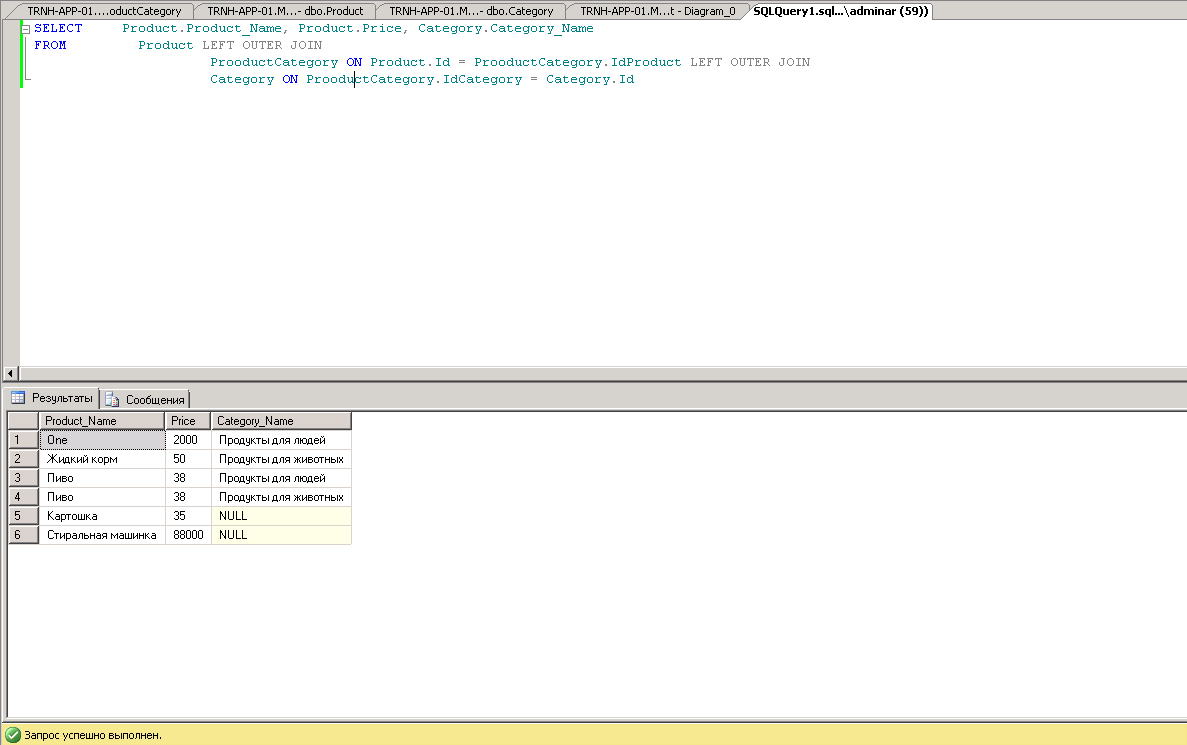 TRNH-APP-01....oductCategory TRNH-APP-01.M...- dbo.Product TRNH-APP-01.M...- dbo.Category TRNH-APP-01.M...t - Diagram_0 SQLQuery1.sql...\adminar (59))
SELECT Product.Product_Name, Product.Price, Category.Category_Name
FROM Product LEFT OUTER JOIN
ProoductCategory ON Product.Id = ProoductCategory.IdProduct LEFT OUTER JOIN
Category ON ProoductCategory.IdCategory = Category.Id
Результаты Сообщения
Product_Name Price Category_Name
1 One 2000 Продукты для людей
2 Жидкий корм 50 Продукты для животных
3 Пиво 38 Продукты для людей
4 Пиво 38 Продукты для животных
5 Картошка 35 NULL
6 Стиральная машинка 88000 NULL
Запрос успешно выполнен.